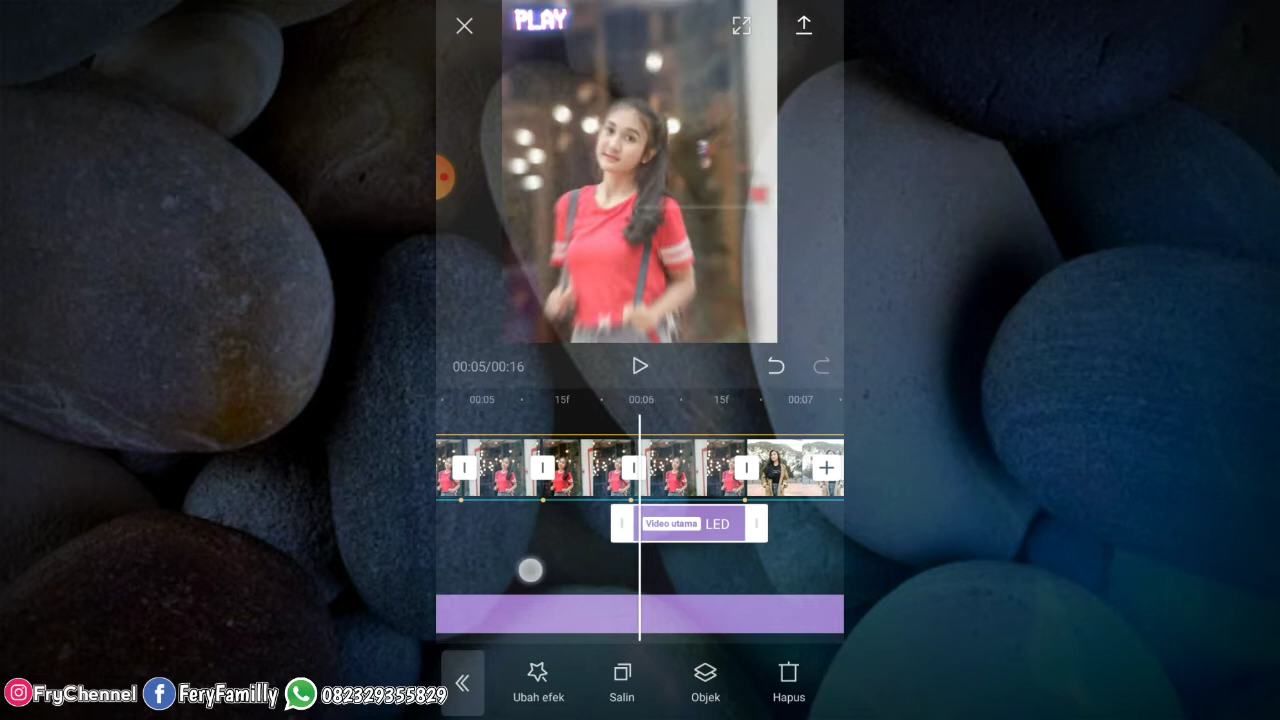 PLAY
00:05/00:16
00:05
15f
00:06
15f
00:07
Video utama LED
Ubah efek
Salin
Objek
Hapus
FryChennel
FeryFamilly
082329355829